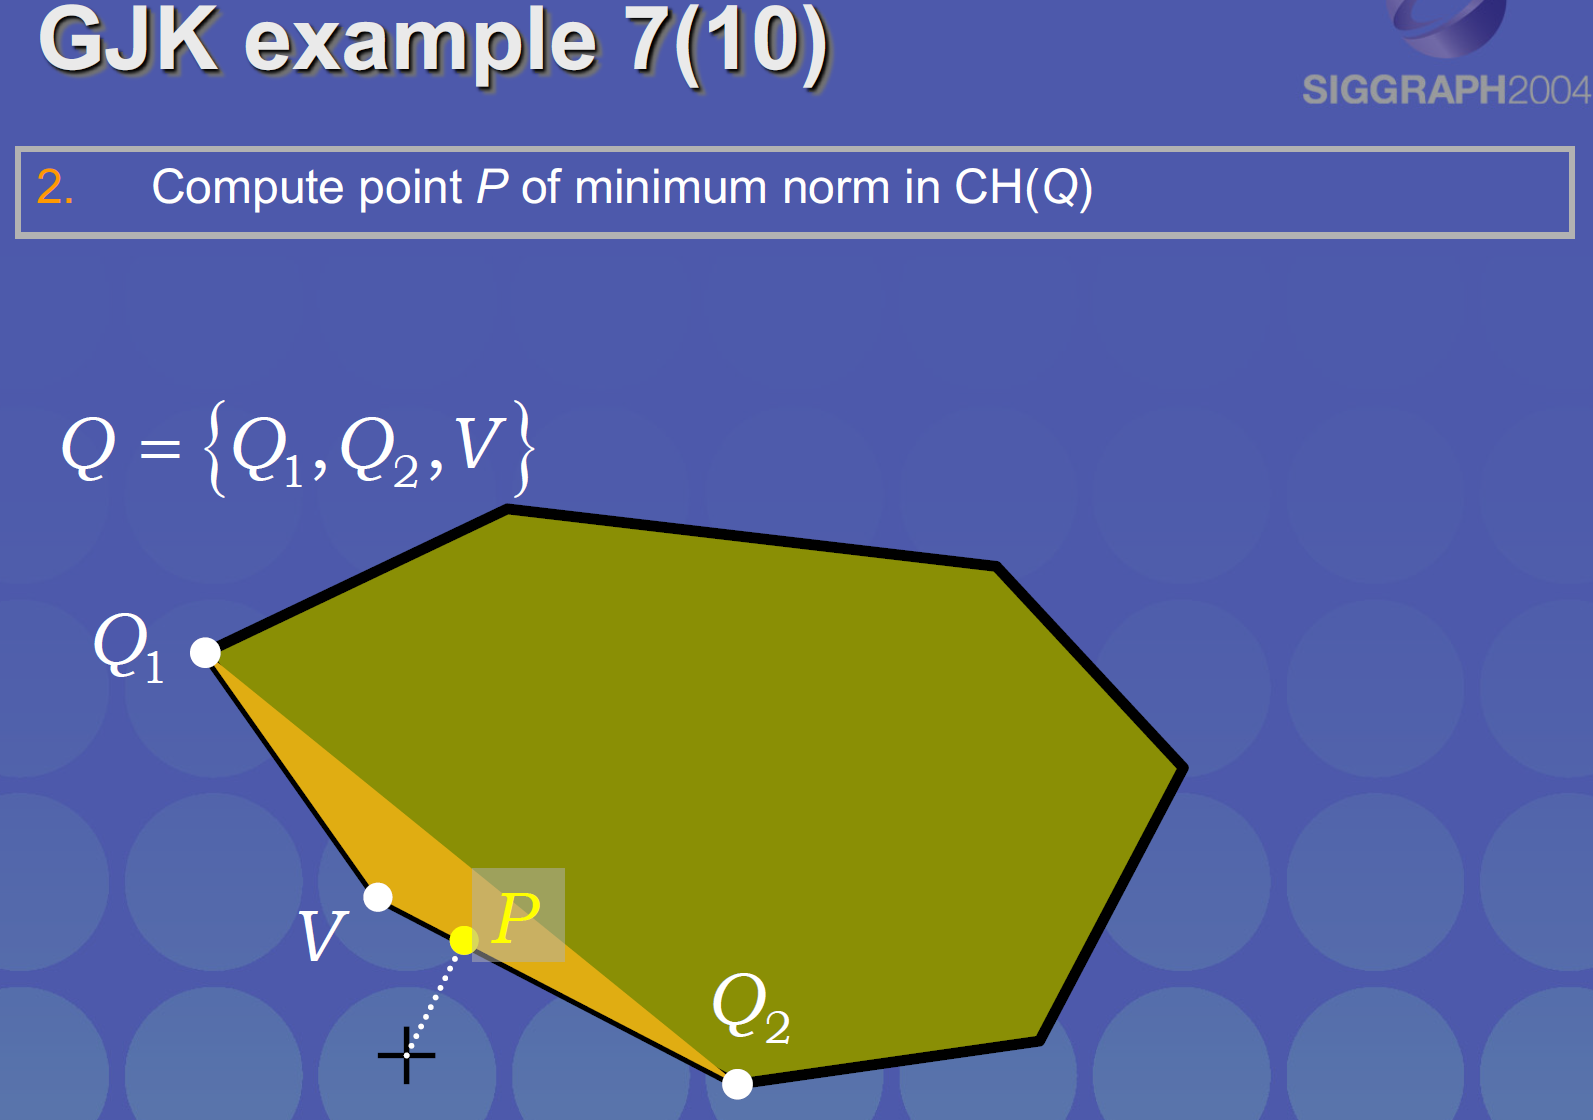 GJK example 7(10)
SIGGRAPH2004
2. Compute point P of minimum norm in CH(Q)
Q = {Q₁, Q₂, V}
Q₁
P
V
Q₂